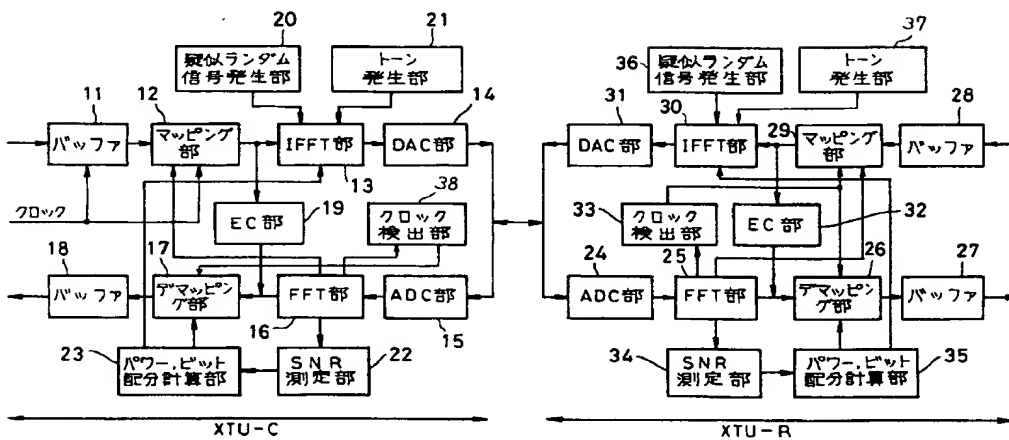 20
21
疑似ランダム
信号発生部
トーン
発生部
11
12
14
バッファ
マッピング
部
IFFT部
DAC部
13
クロック
EC部
19
38
クロック
検出部
18
17
バッファ
デマッピン
グ部
FFT部
ADC部
16
15
23
パワー,ビット
配分計算部
SNR
測定部
22
XTU-C
36
疑似ランダム
信号発生部
37
トーン
発生部
31
30
29
28
DAC部
IFFT部
マッピング
部
バッファ
33
クロック
検出部
EC部
32
24
25
26
27
ADC部
FFT部
デマッピン
グ部
バッファ
34
SNR
測定部
パワー,ビット
配分計算部
35
XTU-R